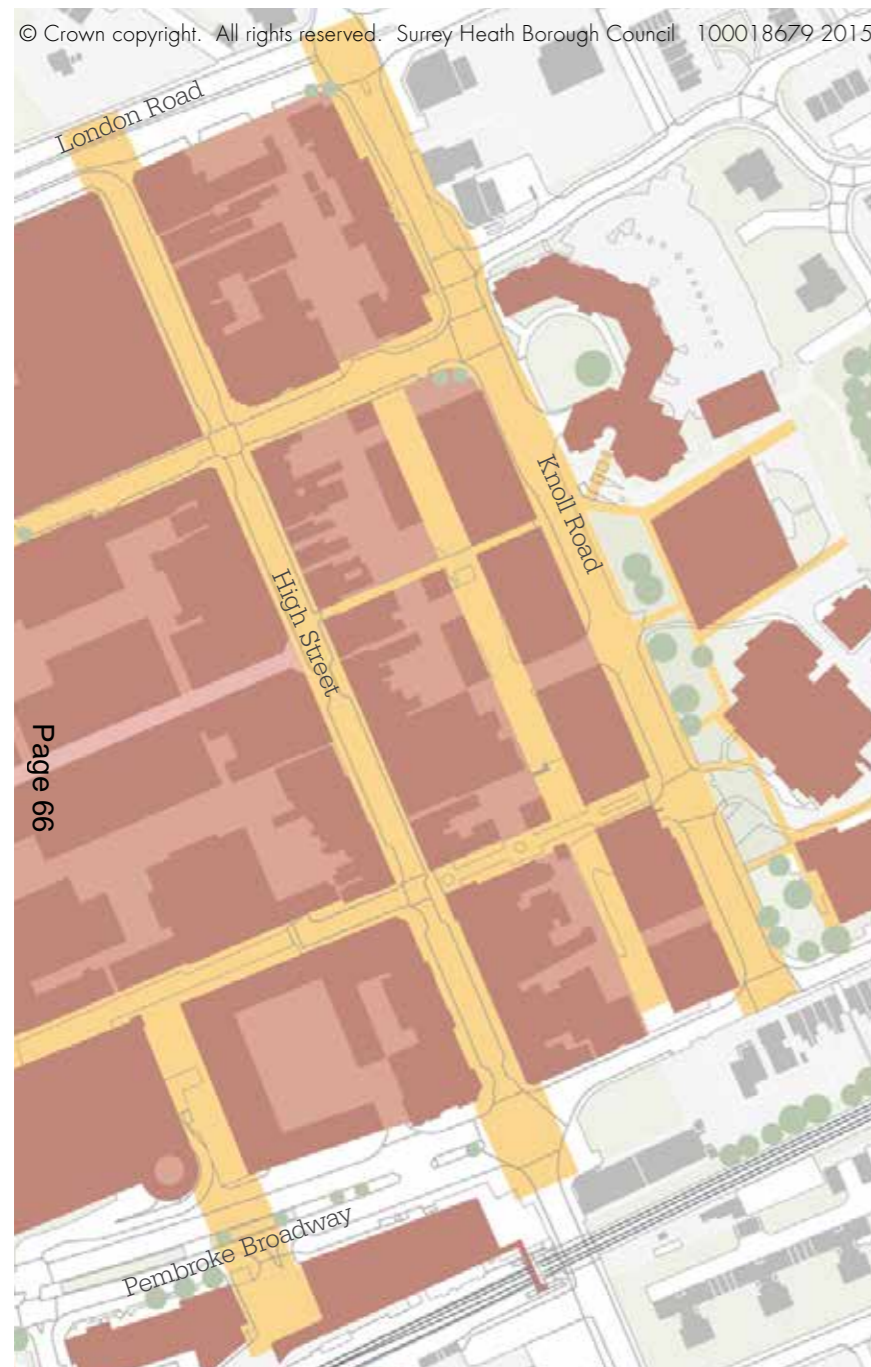 © Crown copyright. All rights reserved. Surrey Heath Borough Council 100018679 2015
London Road
Knoll Road
High Street
Page 66
Pembroke Broadway